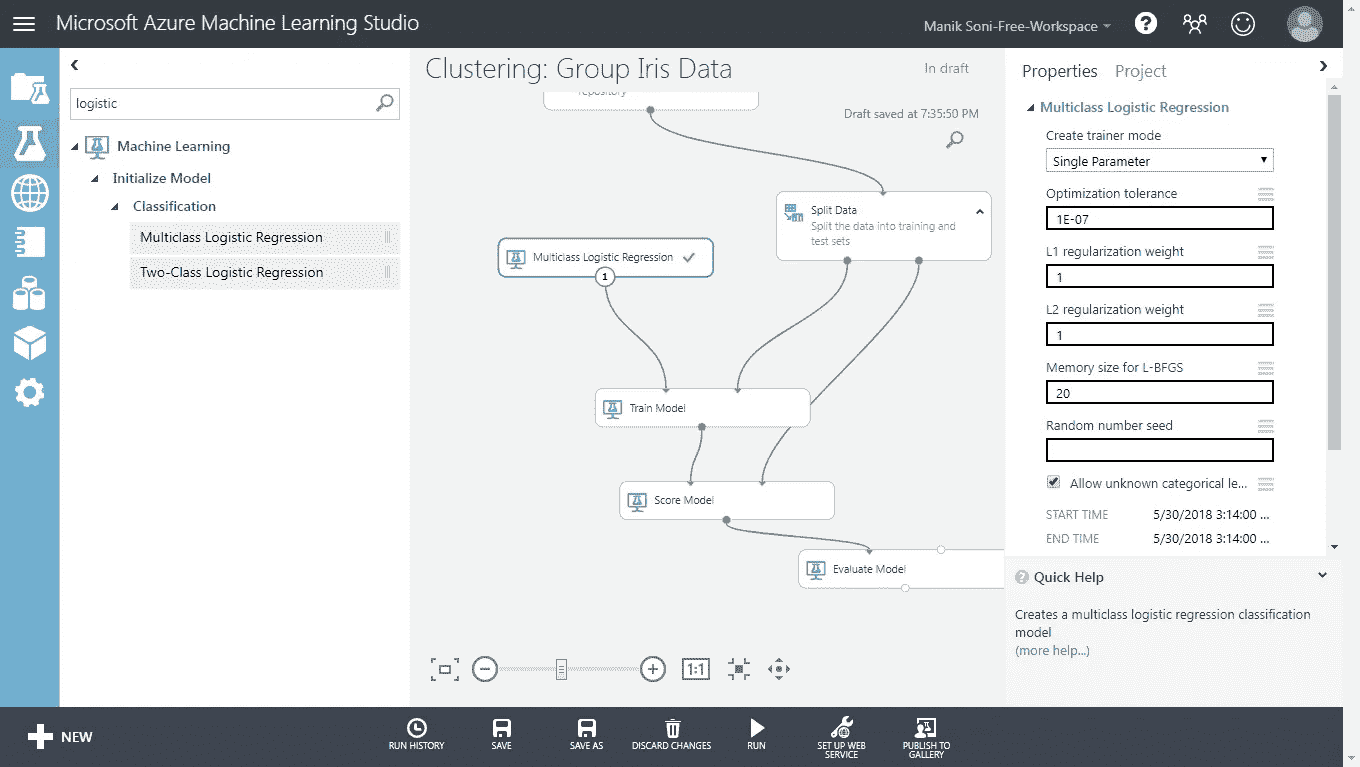 Microsoft Azure Machine Learning Studio
Manik Soni-Free-Workspace
?
logistic
Machine Learning
Initialize Model
Classification
Multiclass Logistic Regression
Two-Class Logistic Regression
Clustering: Group Iris Data
In draft
Draft saved at 7:35:50 PM
repository
Split Data
Split the data into training and
test sets
Multiclass Logistic Regression
1
Train Model
Score Model
Evaluate Model
1:1
Properties
Project
Multiclass Logistic Regression
Create trainer mode
Single Parameter
Optimization tolerance
1E-07
L1 regularization weight
1
L2 regularization weight
1
Memory size for L-BFGS
20
Random number seed
Allow unknown categorical le...
START TIME 5/30/2018 3:14:00 ...
END TIME 5/30/2018 3:14:00 ...
? Quick Help
Creates a multiclass logistic regression classification
model
(more help...)
NEW
RUN HISTORY
SAVE
SAVE AS
DISCARD CHANGES
RUN
SET UP WEB
SERVICE
PUBLISH TO
GALLERY